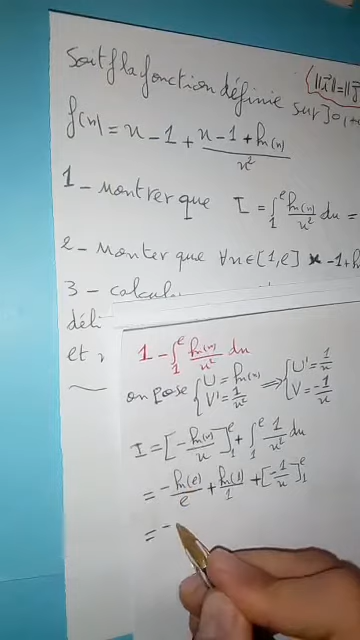 Soit f la fonction définie sur ]0,+
(||i||=||j
f(x) = x - 1 + (x - 1 + ln(x))/x²
1 - montrer que I = ∫₁ᵉ ln(x)/x² dx =
2 - monter que ∀x∈[1,e] x - 1 + ln
3 - calcul
déli
et
1 - ∫₁ᵉ ln(x)/x² dx
on pose { U = ln(x) ⟹ { U' = 1/x
{ V' = 1/x² { V = -1/x
I = [-ln(x)/x]₁ᵉ + ∫₁ᵉ 1/x² dx
= -ln(e)/e + ln(1)/1 + [-1/x]₁ᵉ
= -